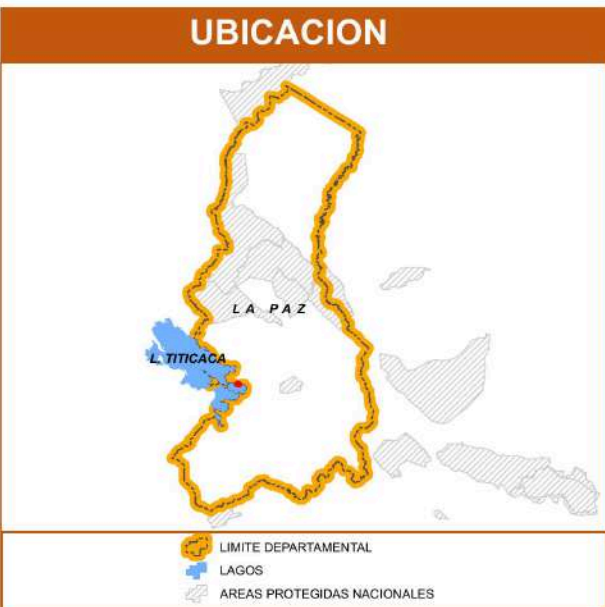 UBICACION
LA PAZ
L. TITICACA
LIMITE DEPARTAMENTAL
LAGOS
AREAS PROTEGIDAS NACIONALES